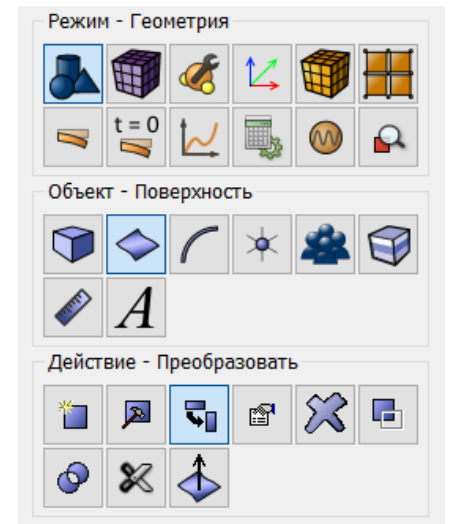 Режим - Геометрия
t = 0
Объект - Поверхность
A
Действие - Преобразовать